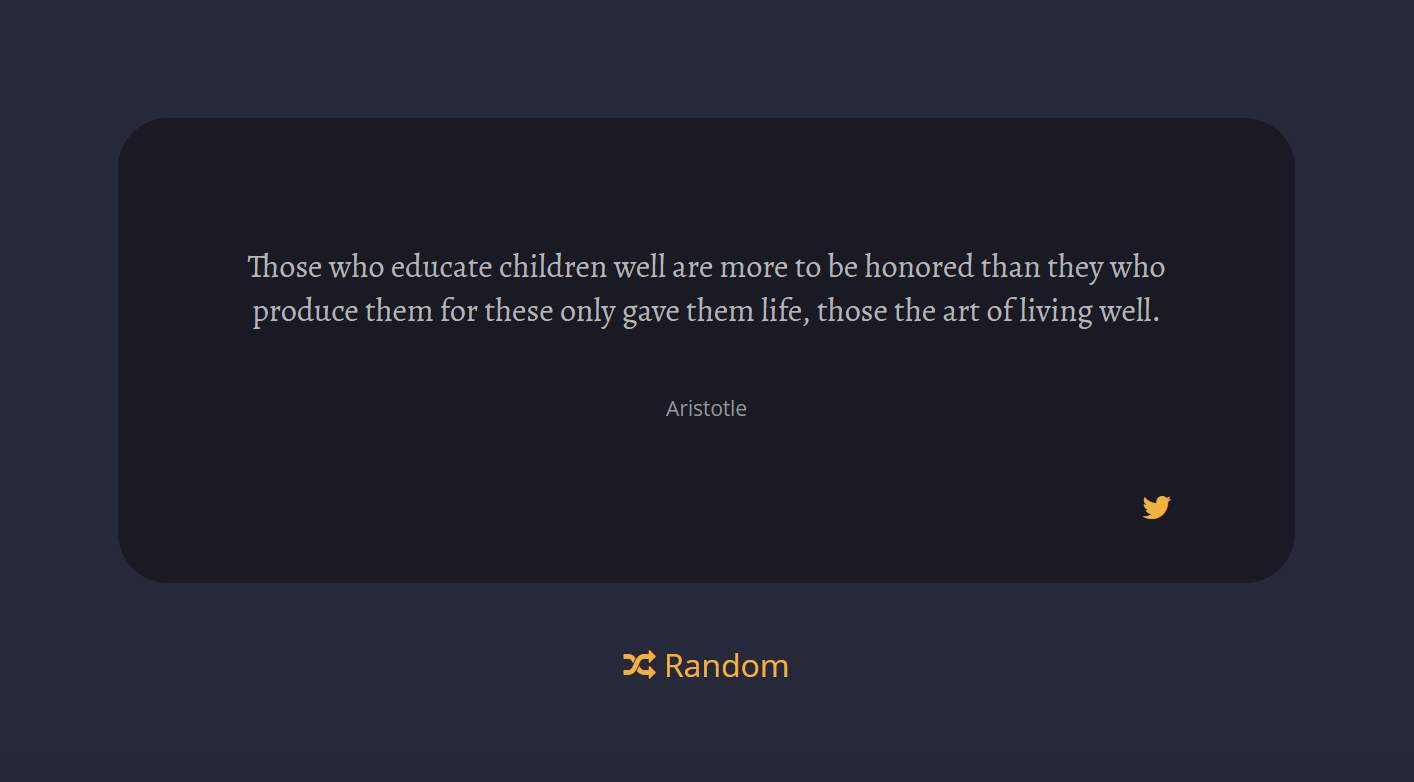 Those who educate children well are more to be honored than they who
produce them for these only gave them life, those the art of living well.
Aristotle
Random